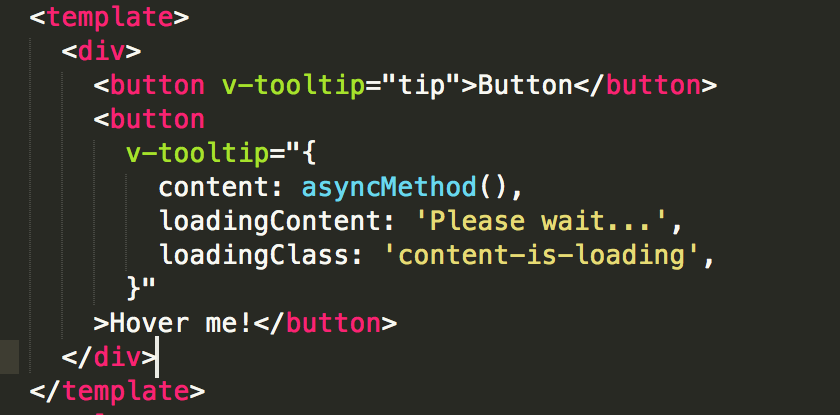 <template>
<div>
<button v-tooltip="tip">Button</button>
<button
v-tooltip="{
content: asyncMethod(),
loadingContent: 'Please wait...',
loadingClass: 'content-is-loading',
}"
>Hover me!</button>
</div>
</template>